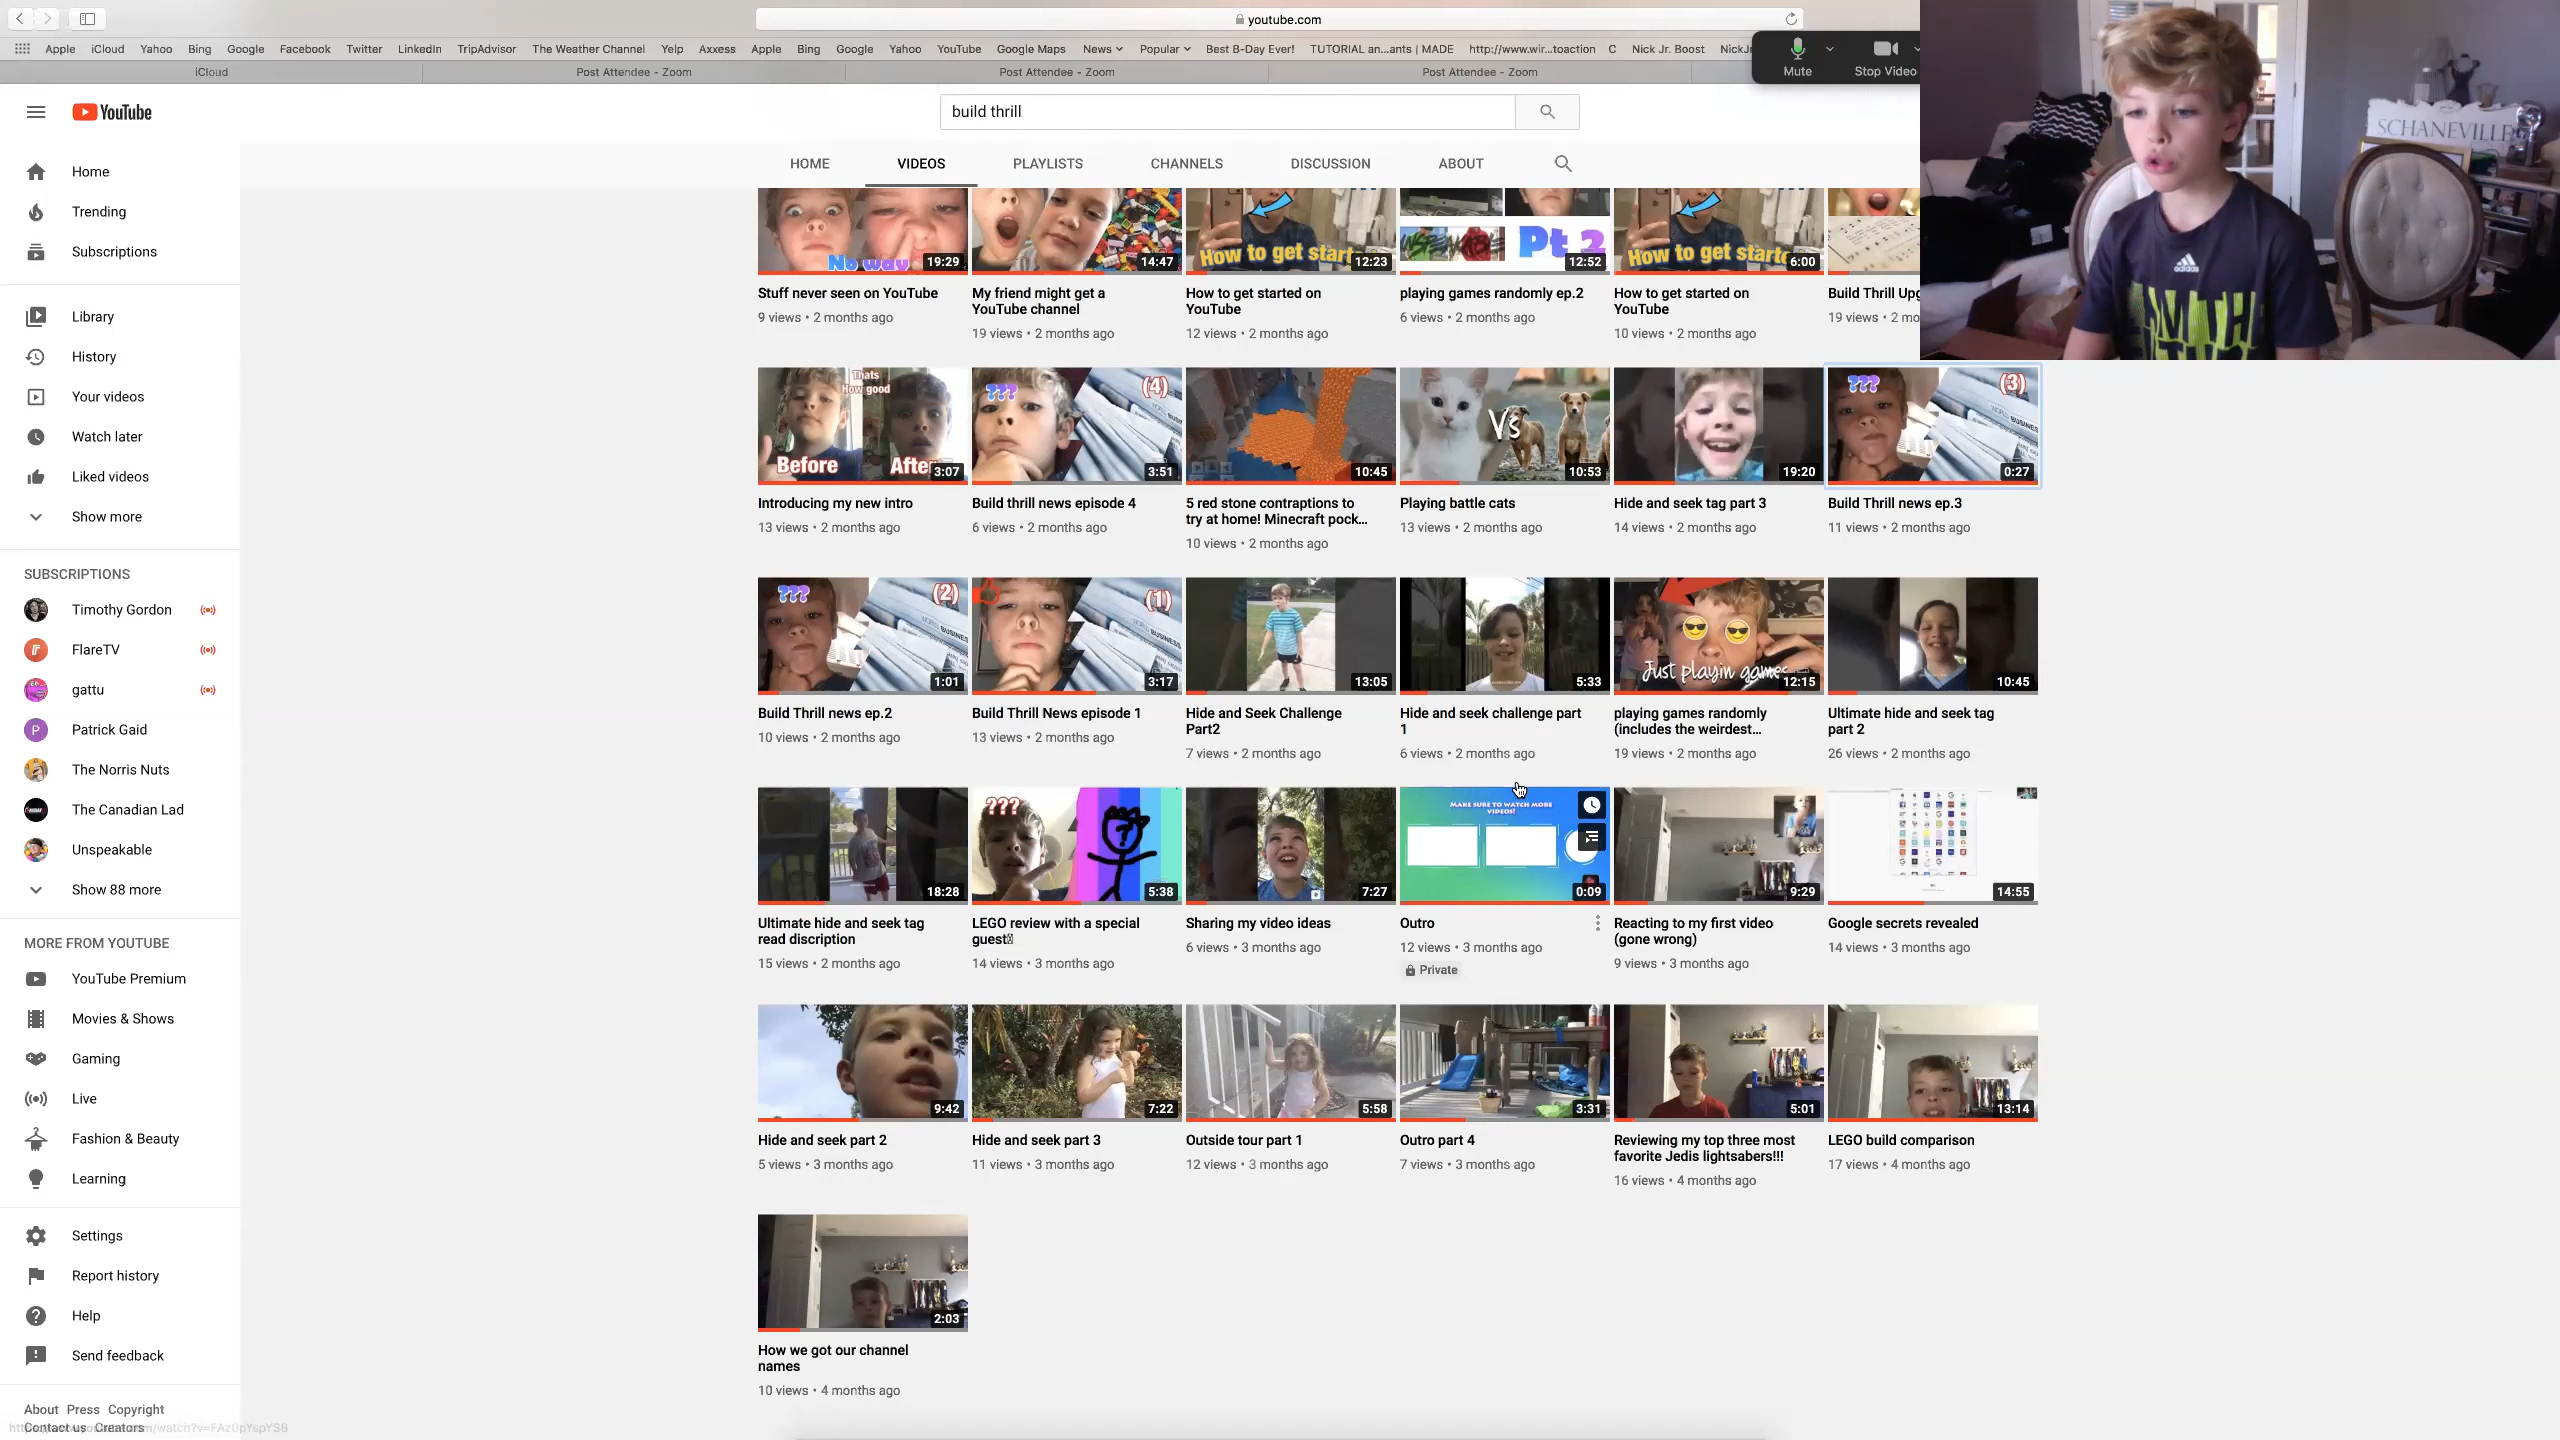 youtube.com
Apple iCloud Yahoo Bing Google Facebook Twitter LinkedIn TripAdvisor The Weather Channel Yelp Axxess Apple Bing Google Yahoo YouTube Google Maps News Popular Best B-Day Ever! TUTORIAL an...ants | MADE http://www.wir...toaction C Nick Jr. Boost
Mute Stop Video
iCloud Post Attendee - Zoom Post Attendee - Zoom Post Attendee - Zoom
YouTube
build thrill
HOME VIDEOS PLAYLISTS CHANNELS DISCUSSION ABOUT
SCHANEVILLE
adidas
Home
Trending
Subscriptions
Library
History
Your videos
Watch later
Liked videos
Show more
SUBSCRIPTIONS
Timothy Gordon
FlareTV
gattu
P Patrick Gaid
The Norris Nuts
The Canadian Lad
Unspeakable
Show 88 more
MORE FROM YOUTUBE
YouTube Premium
Movies & Shows
Gaming
Live
Fashion & Beauty
Learning
Settings
Report history
Help
Send feedback
About Press Copyright
Contact us Creators
No way 19:29
14:47
How to get start 12:23
Pt 2 12:52
How to get starte 6:00
Stuff never seen on YouTube
9 views • 2 months ago
My friend might get a
YouTube channel
19 views • 2 months ago
How to get started on
YouTube
12 views • 2 months ago
playing games randomly ep.2
6 views • 2 months ago
How to get started on
YouTube
10 views • 2 months ago
Build Thrill Upg
19 views • 2 mo
Thats
How good
Before After 3:07
??? (4) 3:51
10:45
Vs 10:53
19:20
??? (3) 0:27
Introducing my new intro
13 views • 2 months ago
Build thrill news episode 4
6 views • 2 months ago
5 red stone contraptions to
try at home! Minecraft pock...
10 views • 2 months ago
Playing battle cats
13 views • 2 months ago
Hide and seek tag part 3
14 views • 2 months ago
Build Thrill news ep.3
11 views • 2 months ago
??? (2) BUSINESS 1:01
(1) 3:17
13:05
5:33
Just playin games 12:15
10:45
Build Thrill news ep.2
10 views • 2 months ago
Build Thrill News episode 1
13 views • 2 months ago
Hide and Seek Challenge
Part2
7 views • 2 months ago
Hide and seek challenge part
1
6 views • 2 months ago
playing games randomly
(includes the weirdest...
19 views • 2 months ago
Ultimate hide and seek tag
part 2
26 views • 2 months ago
18:28
??? ? 5:38
7:27
MAKE SURE TO WATCH MORE
VIDEOS!
0:09
9:29
14:55
Ultimate hide and seek tag
read discription
15 views • 2 months ago
LEGO review with a special
guest
14 views • 3 months ago
Sharing my video ideas
6 views • 3 months ago
Outro
12 views • 3 months ago
Private
Reacting to my first video
(gone wrong)
9 views • 3 months ago
Google secrets revealed
14 views • 3 months ago
9:42
7:22
5:58
3:31
5:01
13:14
Hide and seek part 2
5 views • 3 months ago
Hide and seek part 3
11 views • 3 months ago
Outside tour part 1
12 views • 3 months ago
Outro part 4
7 views • 3 months ago
Reviewing my top three most
favorite Jedis lightsabers!!!
16 views • 4 months ago
LEGO build comparison
17 views • 4 months ago
2:03
How we got our channel
names
10 views • 4 months ago